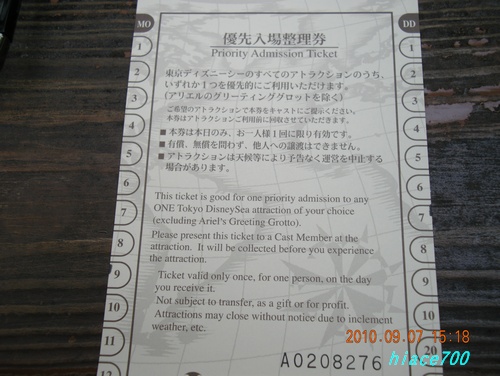 MO
DD
優先入場整理券
Priority Admission Ticket
東京ディズニーシーのすべてのアトラクションのうち、
いずれか1つを優先的にご利用いただけます。
(アリエルのグリーティンググロットを除く)
ご希望のアトラクションで本券をキャストにご提示ください。
本券はアトラクションご利用前に回収させていただきます。
■本券は本日のみ、お一人様1回に限り有効です。
■有償、無償を問わず、他人への譲渡はできません。
■アトラクションは天候等により予告なく運営を中止する
場合があります。
This ticket is good for one priority admission to any
ONE Tokyo DisneySea attraction of your choice
(excluding Ariel's Greeting Grotto).
Please present this ticket to a Cast Member at the
attraction. It will be collected before you experience
the attraction.
Ticket valid only once, for one person, on the day
you receive it.
Not subject to transfer, as a gift or for profit.
Attractions may close without notice due to inclement
weather, etc.
A0208276
1
2
3
4
5
6
7
8
9
10
11
12
1
2
3
4
5
6
7
8
9
10
20
2010.09.07 15:18
hiace700